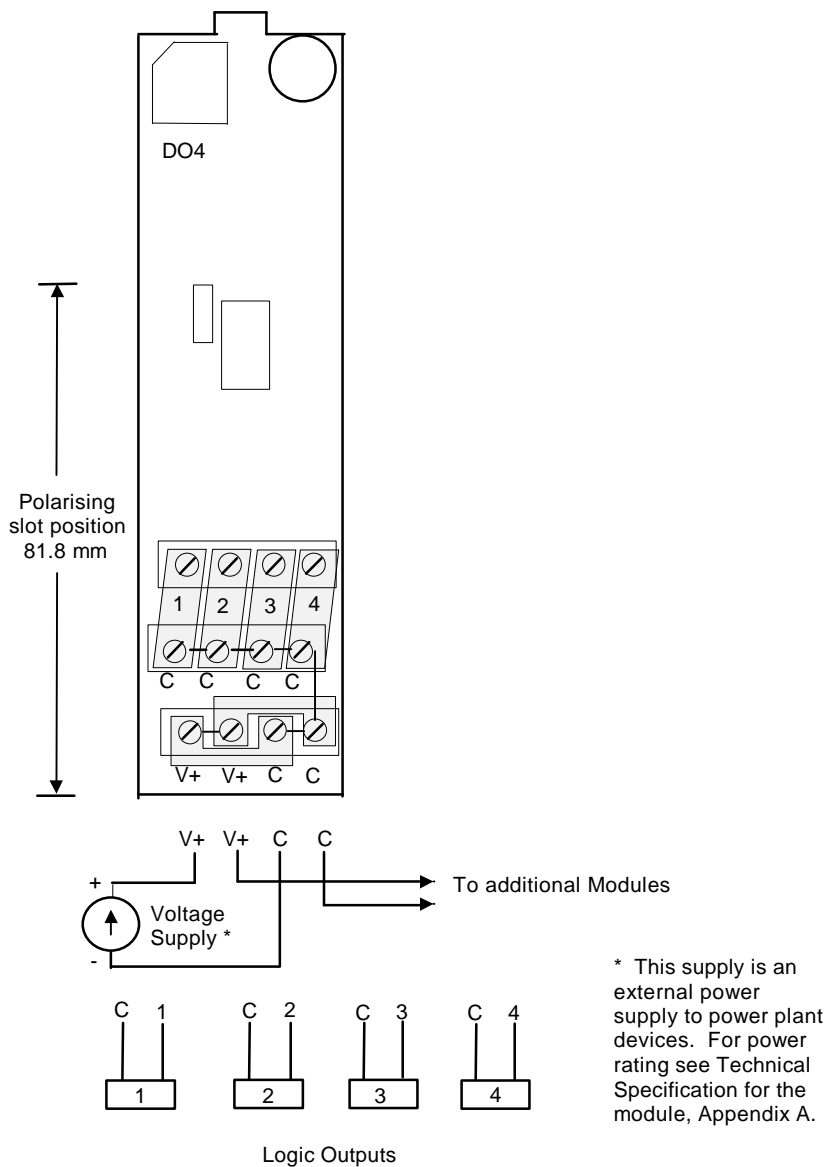 DO4
Polarising
slot position
81.8 mm
1 2 3 4
C C C C
V+ V+ C C
V+ V+ C C
+
To additional Modules
Voltage
Supply *
-
* This supply is an
external power
supply to power plant
devices. For power
rating see Technical
Specification for the
module, Appendix A.
C 1 C 2 C 3 C 4
1 2 3 4
Logic Outputs